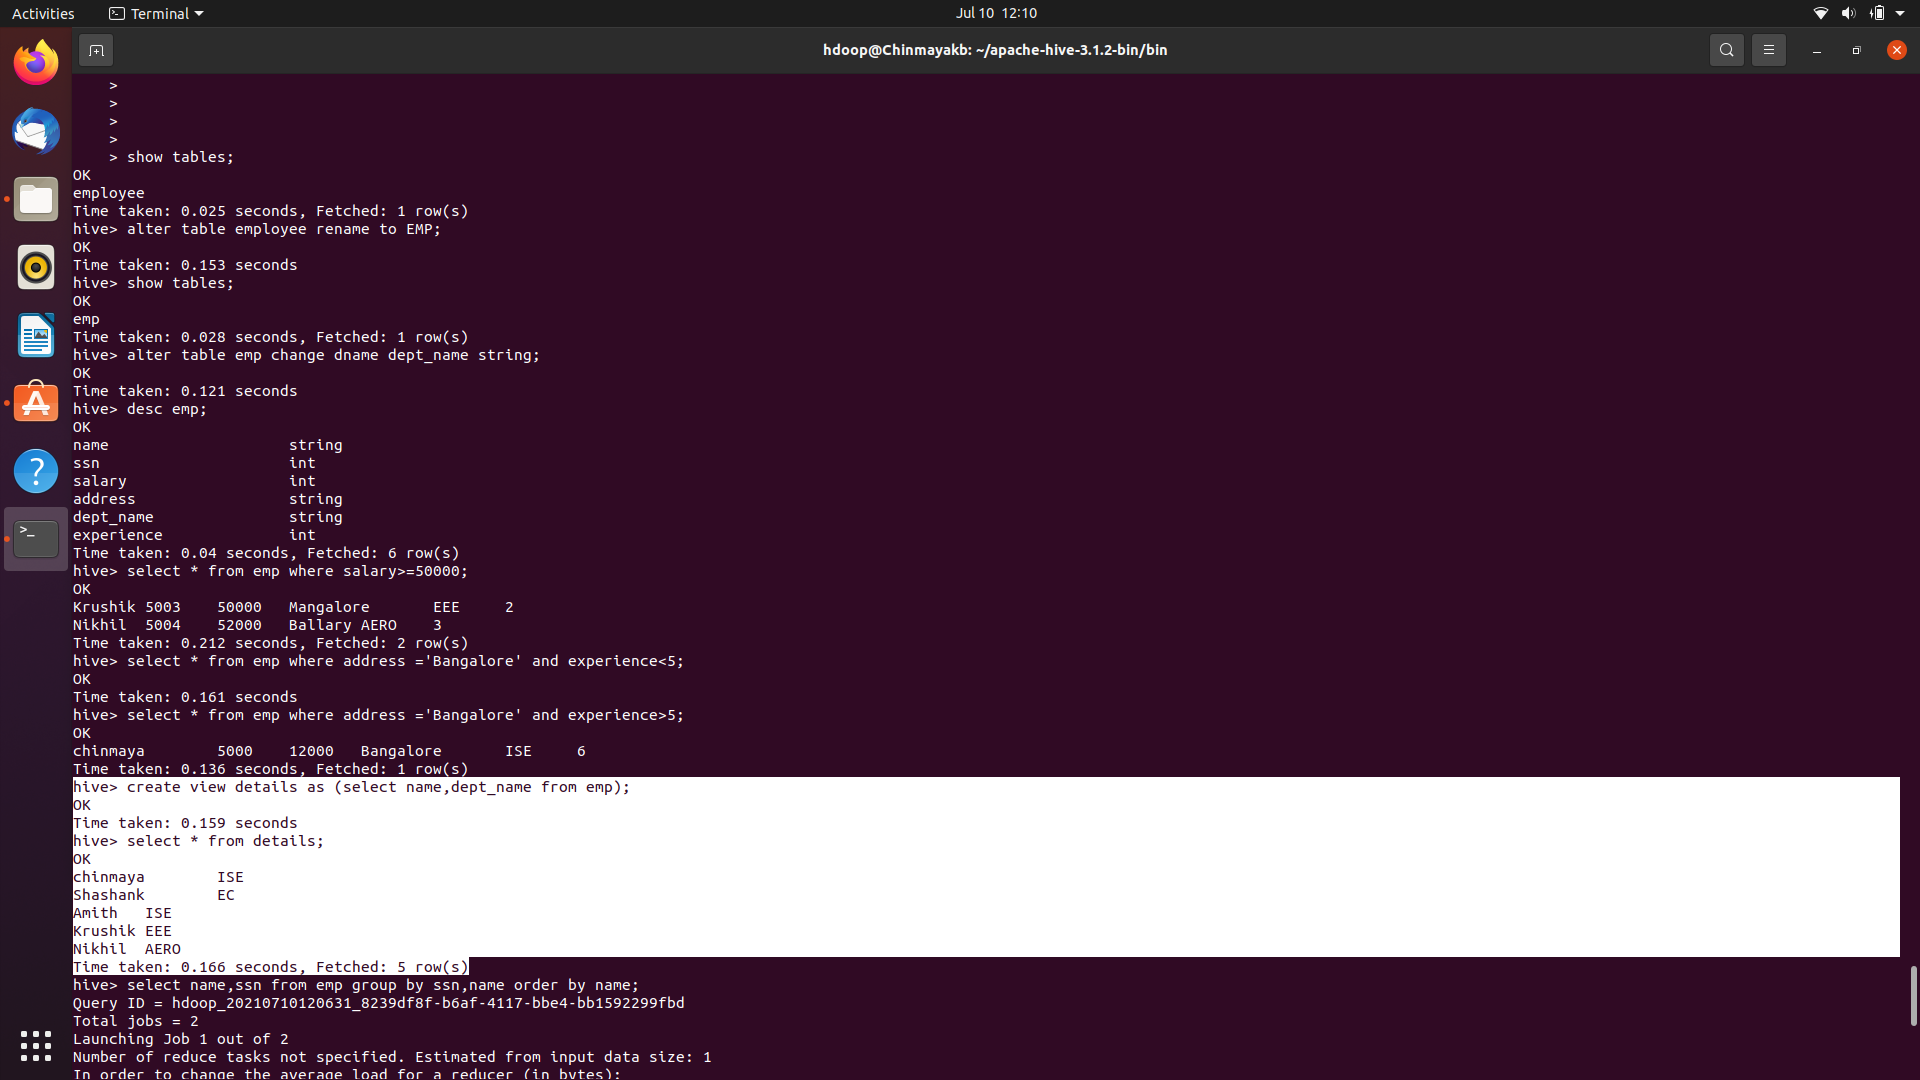 Activities
Terminal
Jul 10 12:10
hdoop@Chinmayakb: ~/apache-hive-3.1.2-bin/bin
>
>
>
>
> show tables;
OK
employee
Time taken: 0.025 seconds, Fetched: 1 row(s)
hive> alter table employee rename to EMP;
OK
Time taken: 0.153 seconds
hive> show tables;
OK
emp
Time taken: 0.028 seconds, Fetched: 1 row(s)
hive> alter table emp change dname dept_name string;
OK
Time taken: 0.121 seconds
hive> desc emp;
OK
name string
ssn int
salary int
address string
dept_name string
experience int
Time taken: 0.04 seconds, Fetched: 6 row(s)
hive> select * from emp where salary>=50000;
OK
Krushik 5003 50000 Mangalore EEE 2
Nikhil 5004 52000 Ballary AERO 3
Time taken: 0.212 seconds, Fetched: 2 row(s)
hive> select * from emp where address ='Bangalore' and experience<5;
OK
Time taken: 0.161 seconds
hive> select * from emp where address ='Bangalore' and experience>5;
OK
chinmaya 5000 12000 Bangalore ISE 6
Time taken: 0.136 seconds, Fetched: 1 row(s)
hive> create view details as (select name,dept_name from emp);
OK
Time taken: 0.159 seconds
hive> select * from details;
OK
chinmaya ISE
Shashank EC
Amith ISE
Krushik EEE
Nikhil AERO
Time taken: 0.166 seconds, Fetched: 5 row(s)
hive> select name,ssn from emp group by ssn,name order by name;
Query ID = hdoop_20210710120631_8239df8f-b6af-4117-bbe4-bb1592299fbd
Total jobs = 2
Launching Job 1 out of 2
Number of reduce tasks not specified. Estimated from input data size: 1
In order to change the average load for a reducer (in bytes):